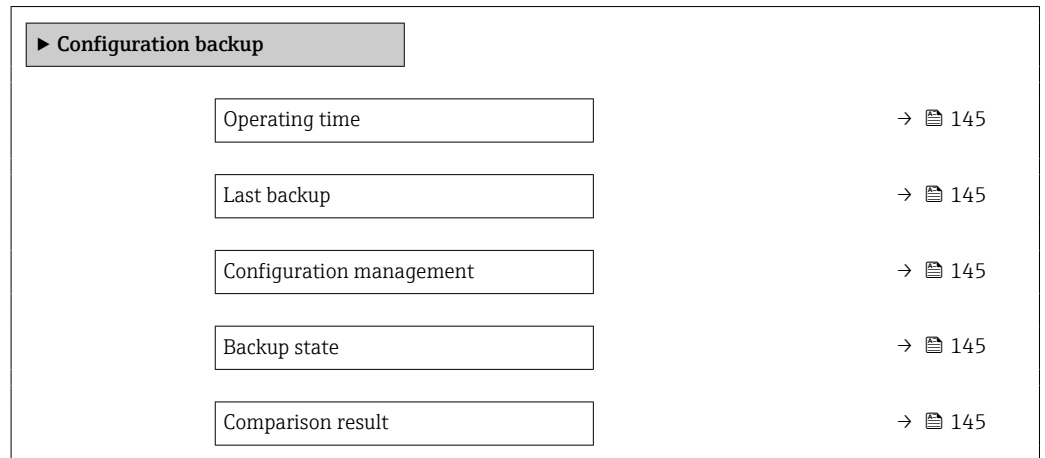 ▶ Configuration backup
Operating time → 🖹 145
Last backup → 🖹 145
Configuration management → 🖹 145
Backup state → 🖹 145
Comparison result → 🖹 145